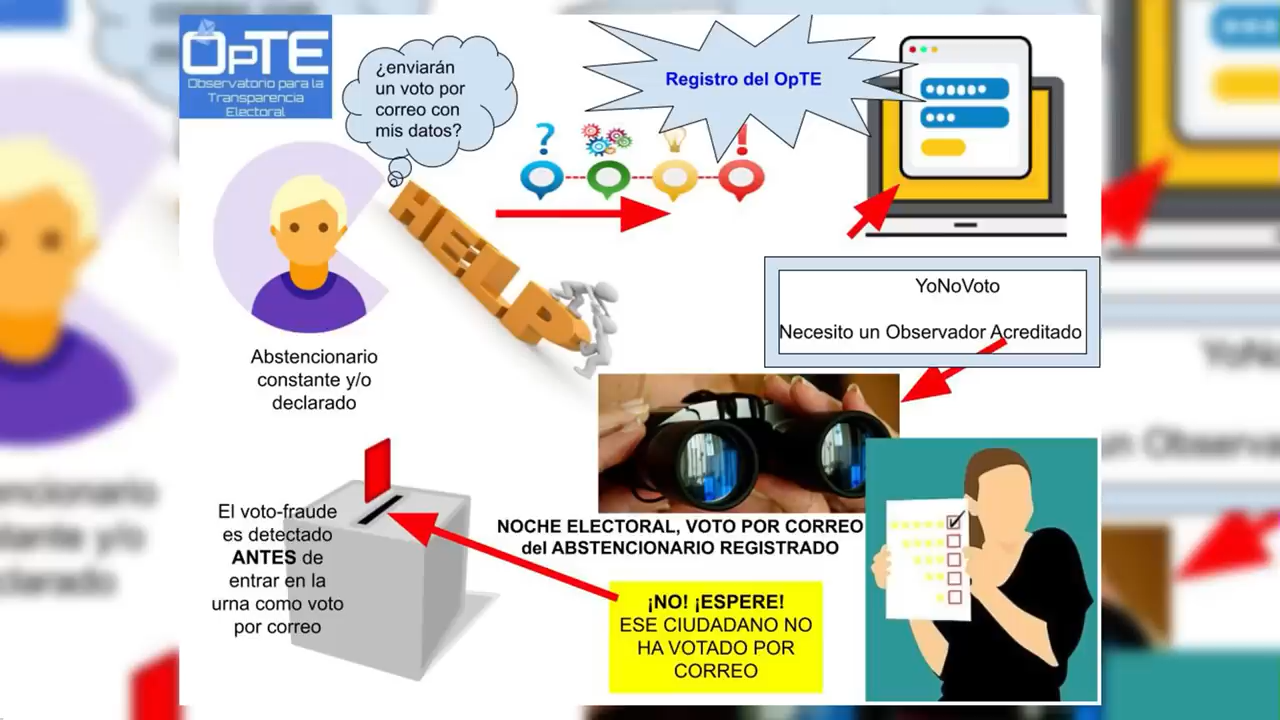 OpTE
Observatorio para la
Transparencia
Electoral
¿enviarán
un voto por
correo con
mis datos?
Registro del OpTE
?
!
HELP
YoNoVoto
Necesito un Observador Acreditado
Abstencionario
constante y/o
declarado
El voto-fraude
es detectado
ANTES de
entrar en la
urna como voto
por correo
NOCHE ELECTORAL, VOTO POR CORREO
del ABSTENCIONARIO REGISTRADO
¡NO! ¡ESPERE!
ESE CIUDADANO NO
HA VOTADO POR
CORREO